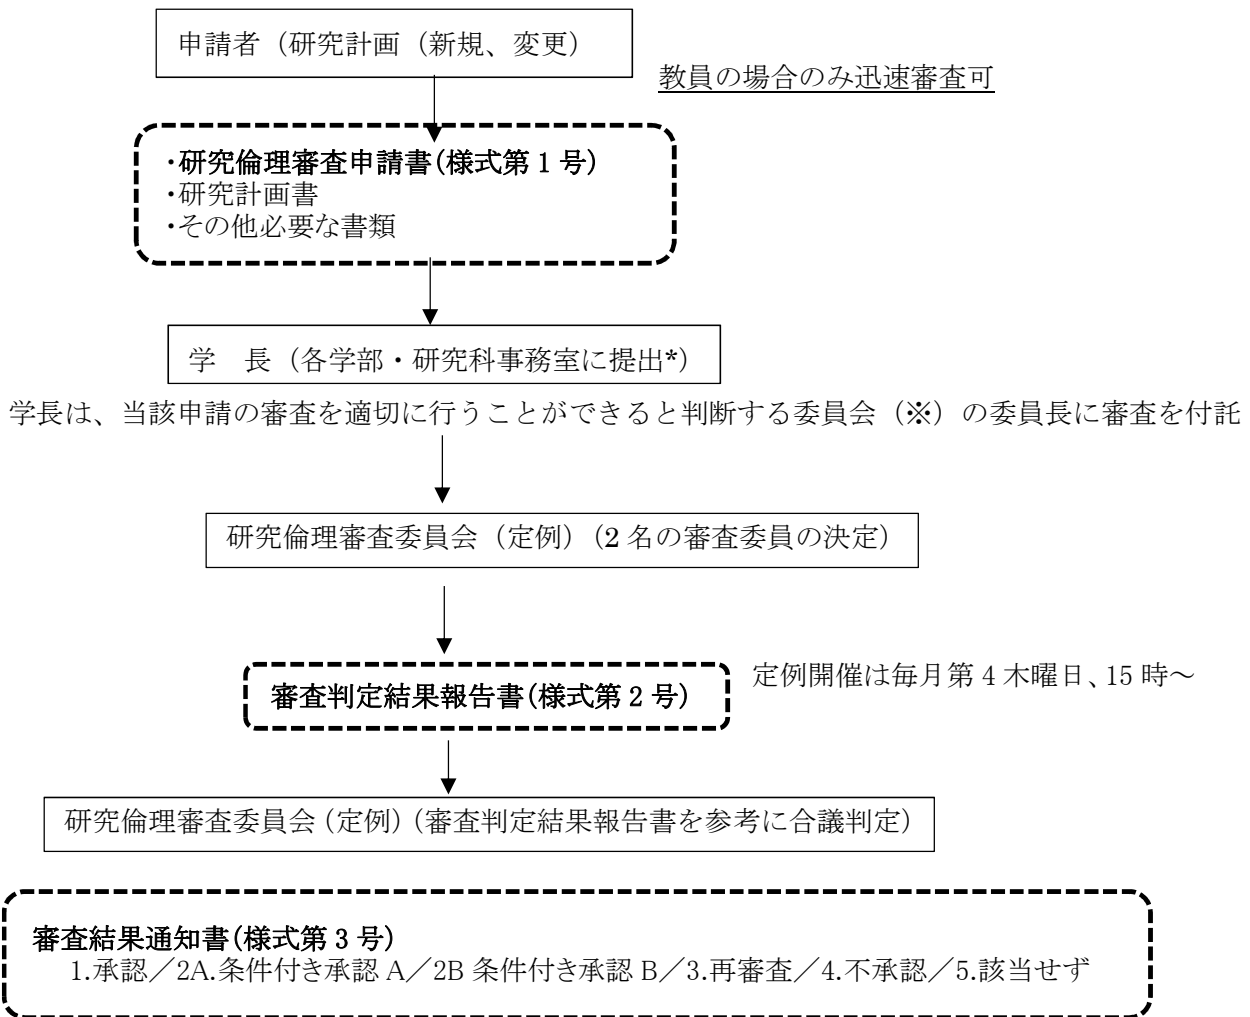 申請者（研究計画（新規、変更）
教員の場合のみ迅速審査可
・研究倫理審査申請書(様式第 1 号)
・研究計画書
・その他必要な書類
学　長（各学部・研究科事務室に提出*）
学長は、当該申請の審査を適切に行うことができると判断する委員会（※）の委員長に審査を付託
研究倫理審査委員会（定例）（2 名の審査委員の決定）
定例開催は毎月第 4 木曜日、15 時～
審査判定結果報告書(様式第 2 号)
研究倫理審査委員会（定例）（審査判定結果報告書を参考に合議判定）
審査結果通知書(様式第 3 号)
1.承認／2A.条件付き承認 A／2B 条件付き承認 B／3.再審査／4.不承認／5.該当せず